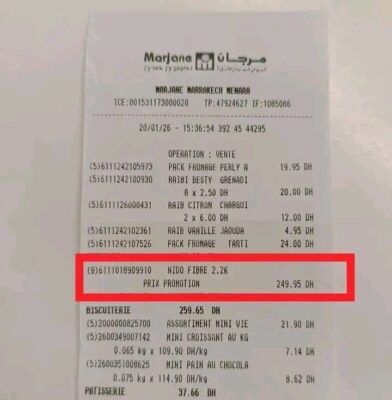 Marjane مرجان
MARJANE MARRAKECH MENARA
ICE:001531173000020 TP:47924627 IF:1085086
20/01/26 - 15:36:54 392 45 44295
OPERATION : VENTE
(5)6111242105973 PACK FROMAGE PERLY N 19.95 DH
(5)6111242100930 RAIBI BESTY GRENADI
8 x 2.50 DH 20.00 DH
(5)6111126000431 RAIB CITRON CHARGUI
2 x 6.00 DH 12.00 DH
(5)6111242102361 RAIB VANILLE JAOUDA 4.95 DH
(5)6111242107526 PACK FROMAGE TARTI 24.00 DH
(9)6111018909910 NIDO FIBRE 2.2K
PRIX PROMOTION 249.95 DH
BISCUITERIE 259.65 DH
(5)2000000825700 ASSORTIMENT MINI VIE 21.90 DH
(5)2600349007142 MINI CROISSANT AU KG
0.065 kg x 109.90 DH/kg 7.14 DH
(5)2600351008625 MINI PAIN AU CHOCOLA
0.075 kg x 114.90 DH/kg 8.62 DH
PATISSERIE 37.66 DH